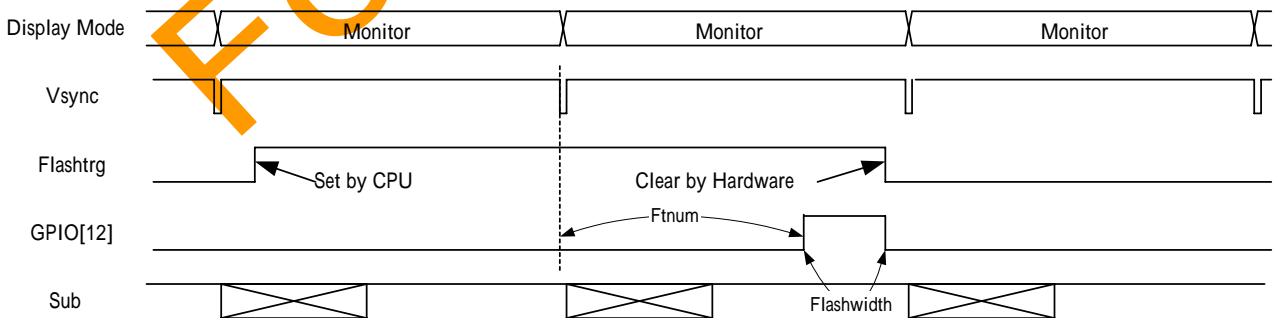 Display Mode
Monitor
Monitor
Monitor
Vsync
Flashtrg
Set by CPU
Clear by Hardware
GPIO[12]
Ftnum
Sub
Flashwidth